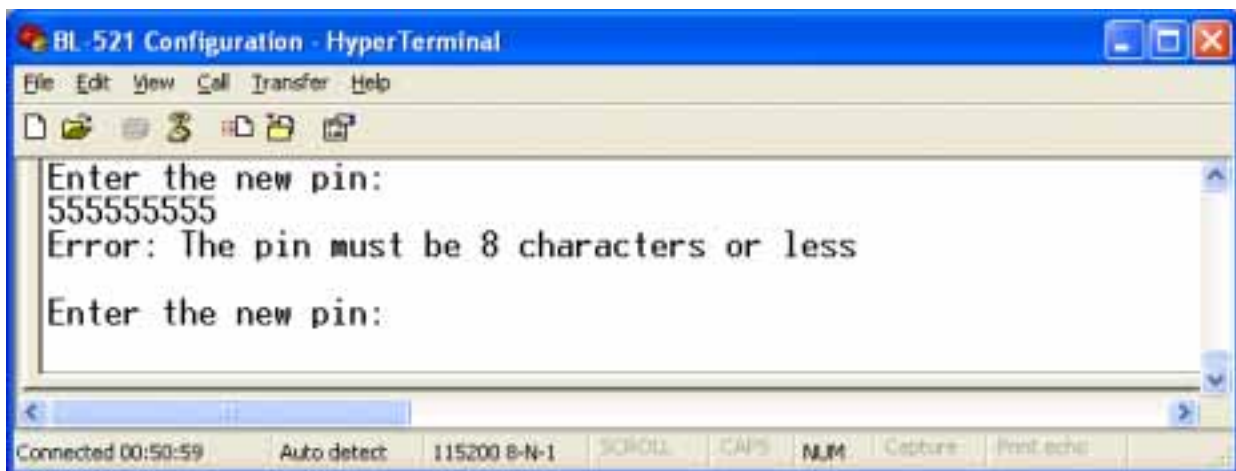 BL-521 Configuration - HyperTerminal
File Edit View Call Transfer Help
Enter the new pin:
555555555
Error: The pin must be 8 characters or less
Enter the new pin:
Connected 00:50:59 Auto detect 115200 8-N-1 SCROLL CAPS NUM Capture Print echo